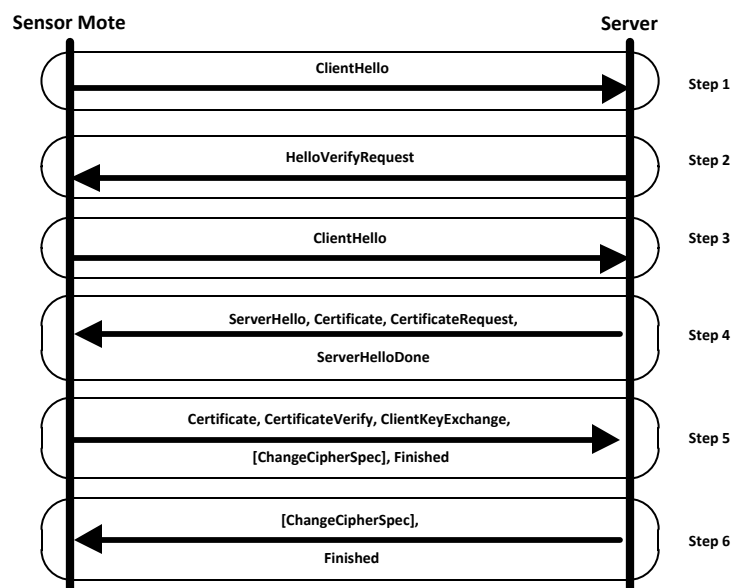 Sensor Mote
Server
ClientHello
Step 1
HelloVerifyRequest
Step 2
ClientHello
Step 3
ServerHello, Certificate, CertificateRequest,
ServerHelloDone
Step 4
Certificate, CertificateVerify, ClientKeyExchange,
[ChangeCipherSpec], Finished
Step 5
[ChangeCipherSpec],
Finished
Step 6